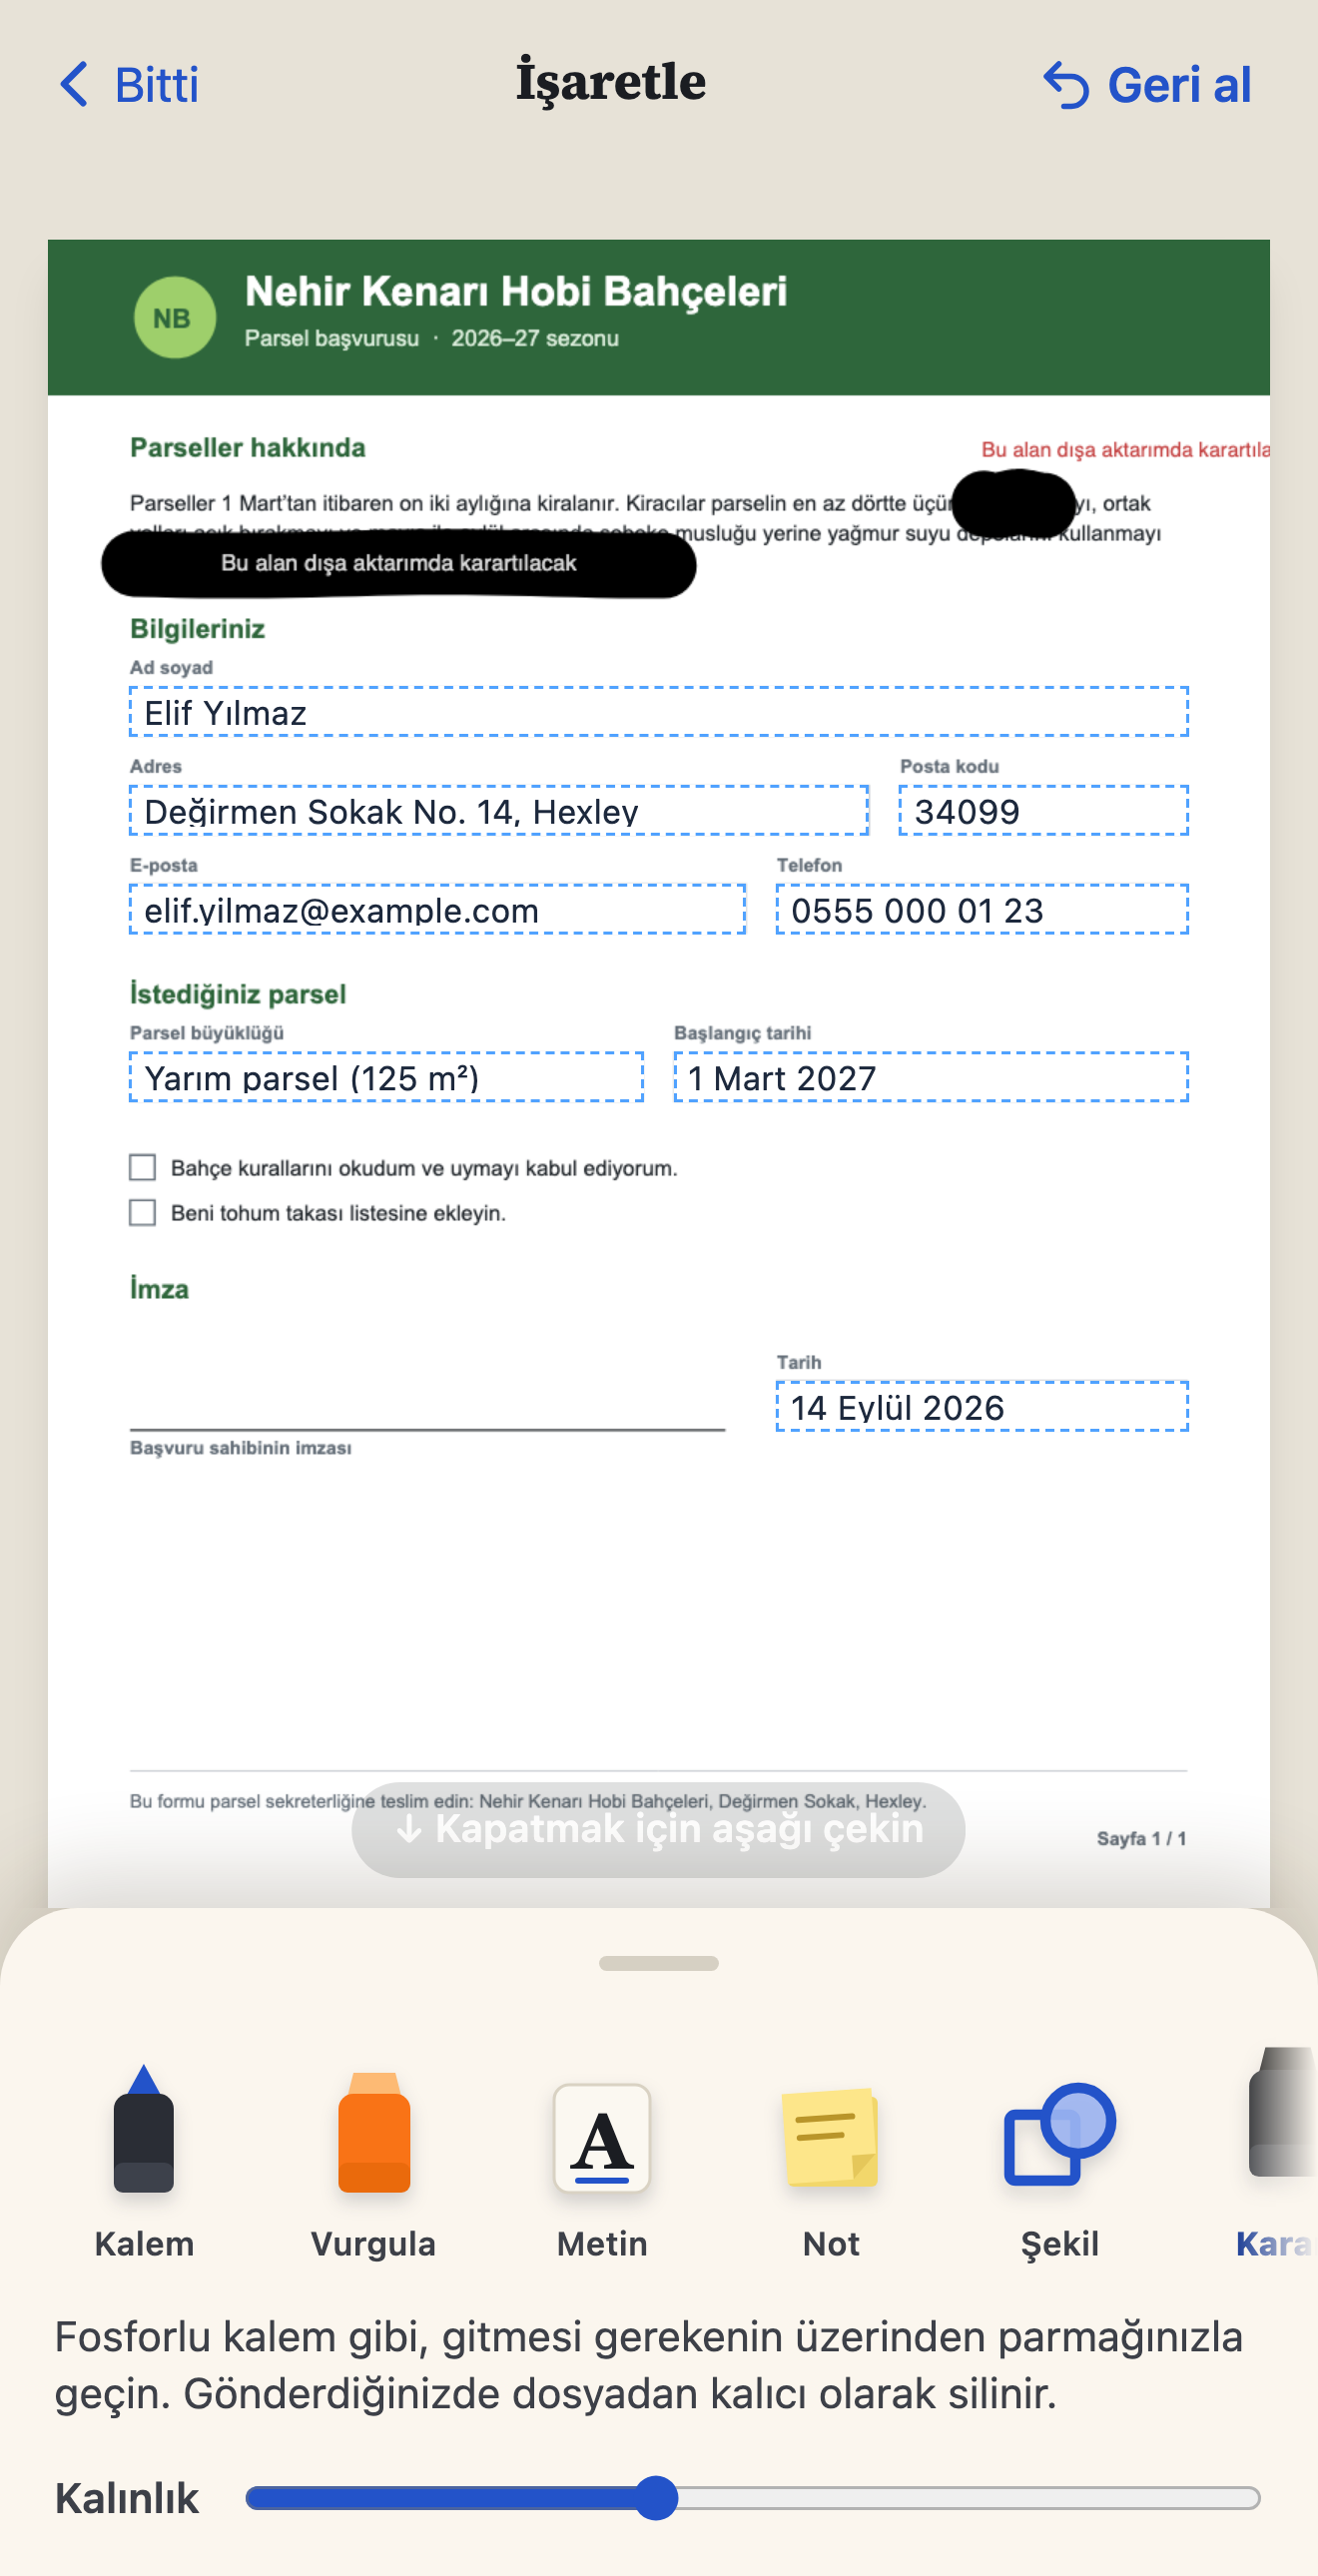 Bitti
İşaretle
Geri al
NB
Nehir Kenarı Hobi Bahçeleri
Parsel başvurusu · 2026–27 sezonu
Parseller hakkında
Bu alan dışa aktarımda karartıla
Parseller 1 Mart'tan itibaren on iki aylığına kiralanır. Kiracılar parselin en az dörtte yı, ortak
musluğu yerine yağmur suyu kullanmayı
Bu alan dışa aktarımda karartılacak
Bilgileriniz
Ad soyad
Elif Yılmaz
Adres
Posta kodu
Değirmen Sokak No. 14, Hexley
34099
E-posta
Telefon
elif.yilmaz@example.com
0555 000 01 23
İstediğiniz parsel
Parsel büyüklüğü
Başlangıç tarihi
Yarım parsel (125 m²)
1 Mart 2027
Bahçe kurallarını okudum ve uymayı kabul ediyorum.
Beni tohum takası listesine ekleyin.
İmza
Tarih
14 Eylül 2026
Başvuru sahibinin imzası
Bu formu parsel sekreterliğine teslim edin: Nehir Kenarı Hobi Bahçeleri, Değirmen Sokak, Hexley.
↓ Kapatmak için aşağı çekin
Sayfa 1 / 1
Kalem
Vurgula
Metin
Not
Şekil
Kara
Fosforlu kalem gibi, gitmesi gerekenin üzerinden parmağınızla
geçin. Gönderdiğinizde dosyadan kalıcı olarak silinir.
Kalınlık